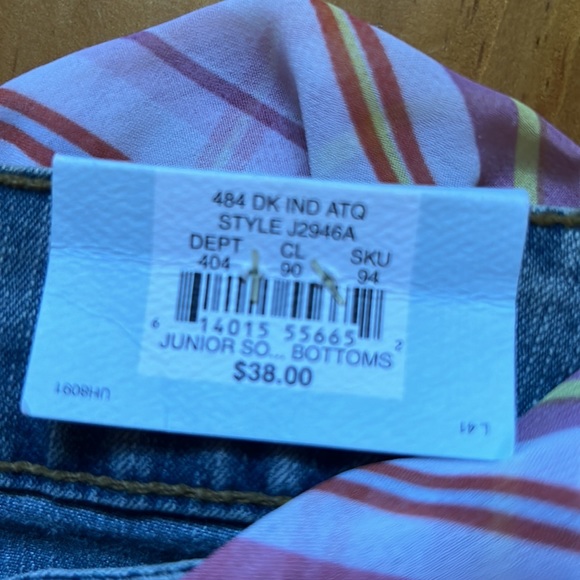 484 DK IND ATQ
STYLE J2946A
DEPT CL SKU
404 90 94
6 14015 55665 2
JUNIOR SO... BOTTOMS
$38.00
UH8091
L 41